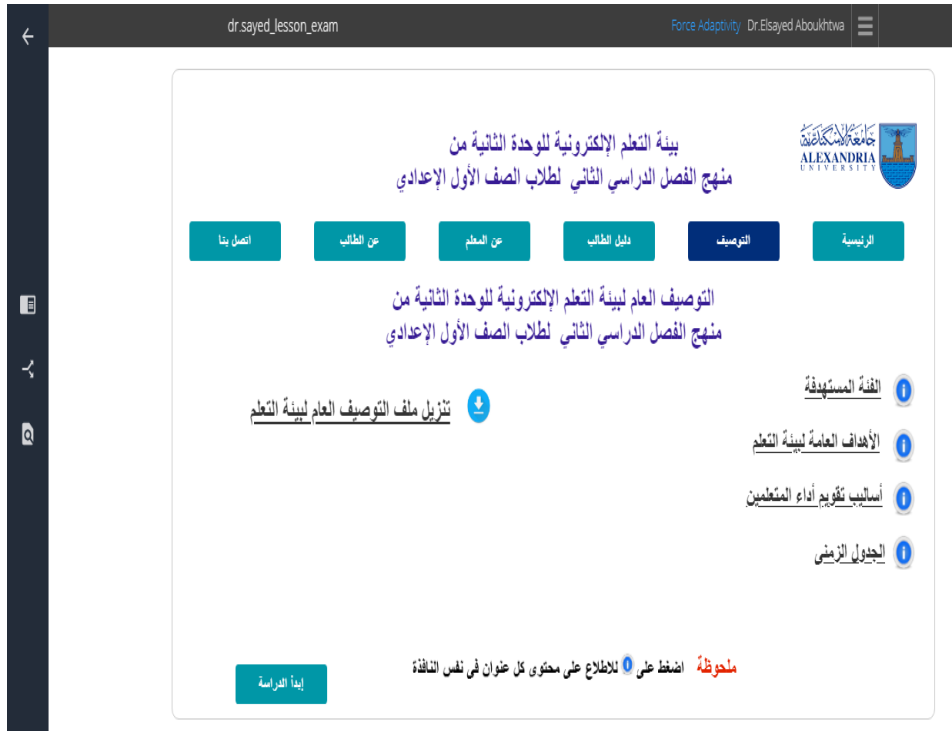 dr.sayed_lesson_exam
Force Adaptivity Dr.Elsayed Aboukhtwa
جامعة الإسكندرية
ALEXANDRIA
UNIVERSITY
بيئة التعلم الإلكترونية للوحدة الثانية من
منهج الفصل الدراسي الثاني لطلاب الصف الأول الإعدادي
الرئيسية
التوصيف
دليل الطالب
عن المعلم
عن الطالب
اتصل بنا
التوصيف العام لبيئة التعلم الإلكترونية للوحدة الثانية من
منهج الفصل الدراسي الثاني لطلاب الصف الأول الإعدادي
الفئة المستهدفة
تنزيل ملف التوصيف العام لبيئة التعلم
الأهداف العامة لبيئة التعلم
أساليب تقويم أداء المتعلمين
الجدول الزمنى
ملحوظة اضغط على للاطلاع على محتوى كل عنوان فى نفس النافذة
إبدأ الدراسة